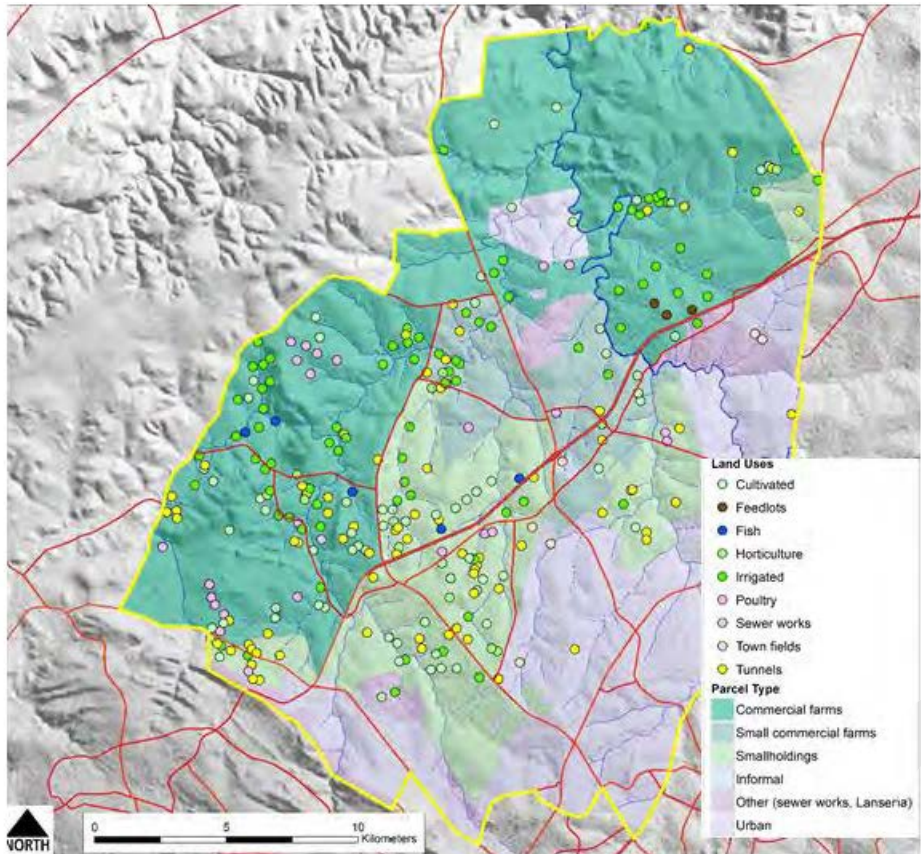 Land Uses
Cultivated
Feedlots
Fish
Horticulture
Irrigated
Poultry
Sewer works
Town fields
Tunnels
Parcel Type
Commercial farms
Small commercial farms
Smallholdings
Informal
Other (sewer works, Lanseria)
Urban
NORTH
0 5 10
Kilometers